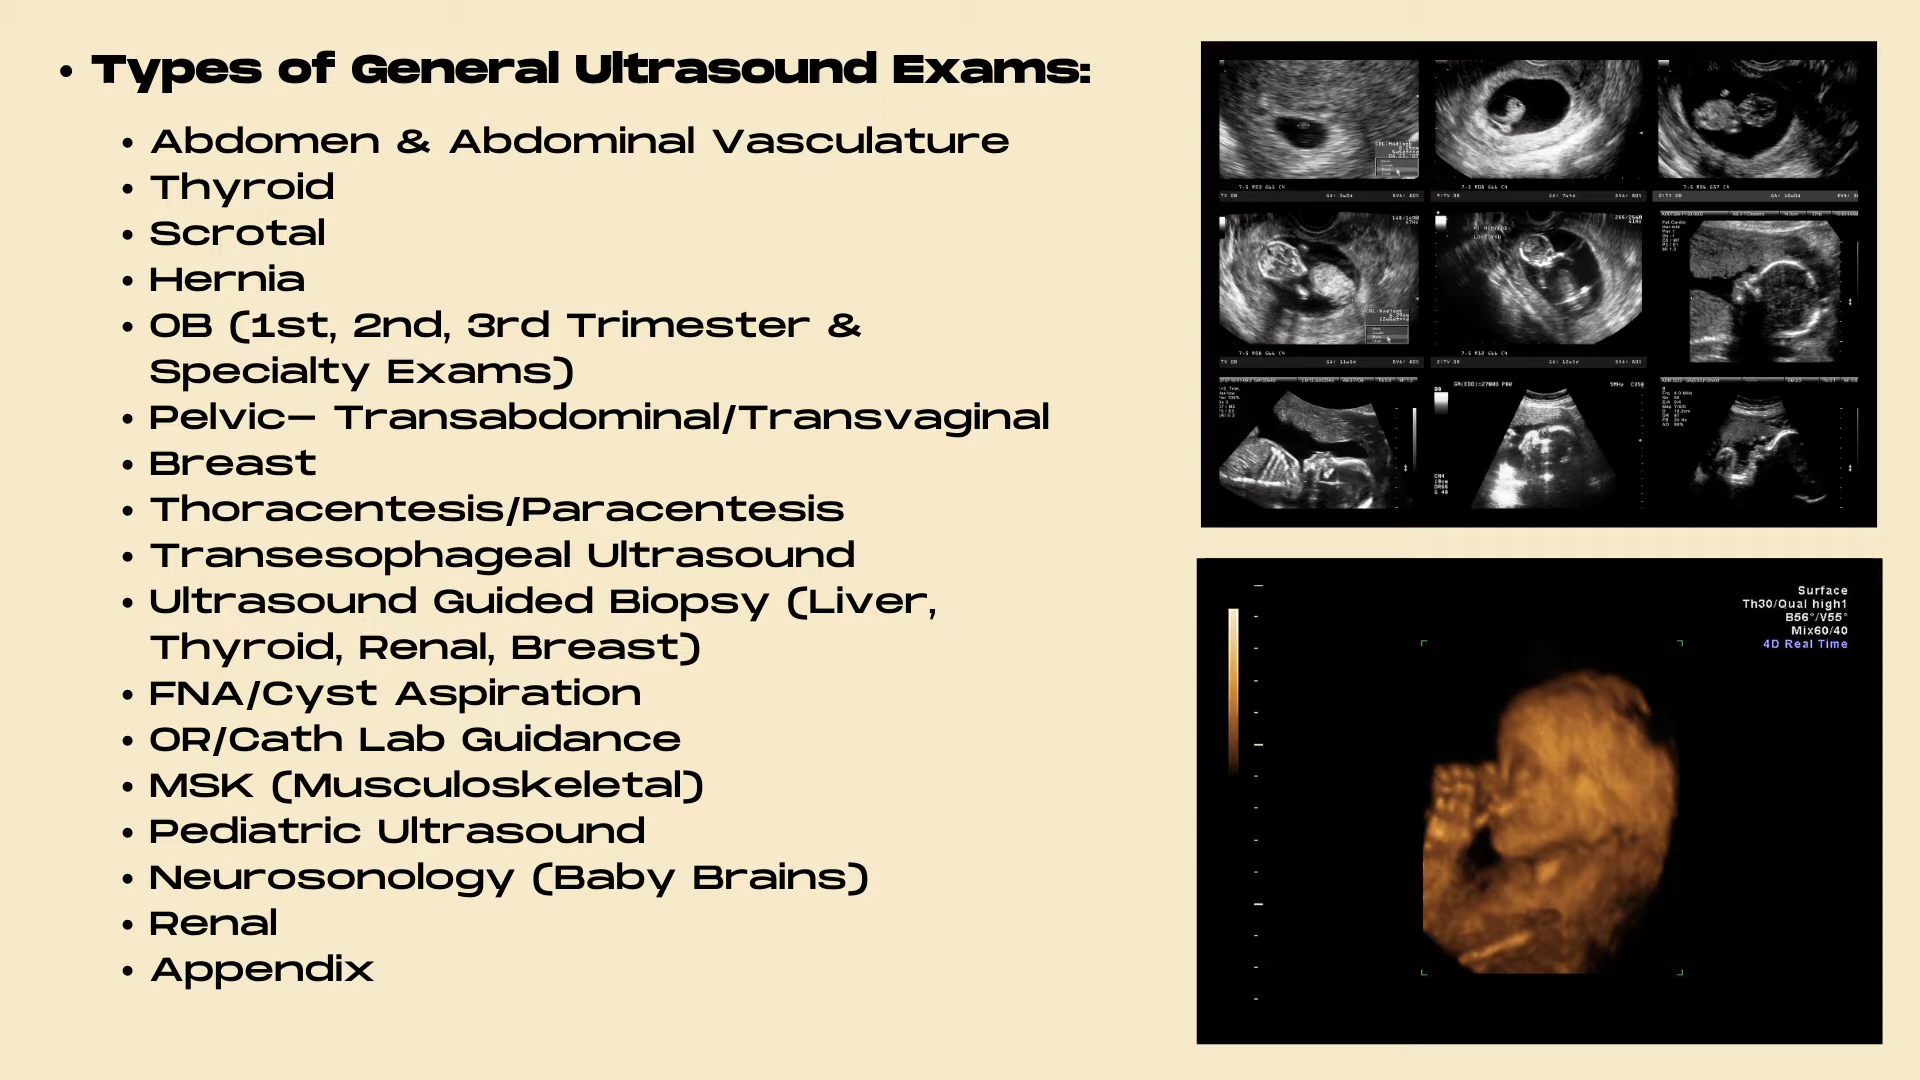 • Types of General Ultrasound Exams:
• Abdomen & Abdominal Vasculature
• Thyroid
• Scrotal
• Hernia
• OB (1st, 2nd, 3rd Trimester &
Specialty Exams)
• Pelvic— Transabdominal/Transvaginal
• Breast
• Thoracentesis/Paracentesis
• Transesophageal Ultrasound
• Ultrasound Guided Biopsy (Liver,
Thyroid, Renal, Breast)
• FNA/Cyst Aspiration
• OR/Cath Lab Guidance
• MSK (Musculoskeletal)
• Pediatric Ultrasound
• Neurosonology (Baby Brains)
• Renal
• Appendix
Surface
Th30/Qual high1
B56°/V55°
Mix60/40
4D Real Time